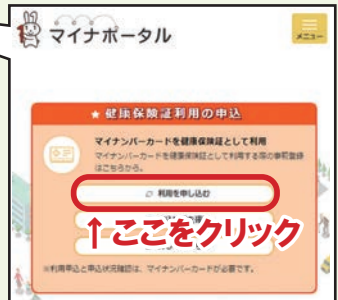 マイナポータル
メニュー
★ 健康保険証利用の申込
マイナンバーカードを健康保険証として利用
マイナンバーカードを健康保険証として利用する際の事前登録
はこちらから。
利用を申し込む
↑ここをクリック
※利用申込と申込状況確認は、マイナンバーカードが必要です。